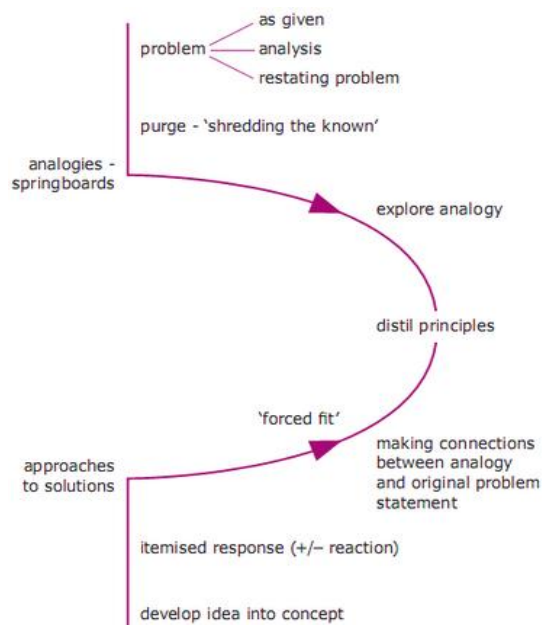 as given
problem
analysis
restating problem
purge - ‘shredding the known’
analogies -
springboards
explore analogy
distil principles
‘forced fit’
making connections
between analogy
and original problem
statement
approaches
to solutions
itemised response (+/– reaction)
develop idea into concept